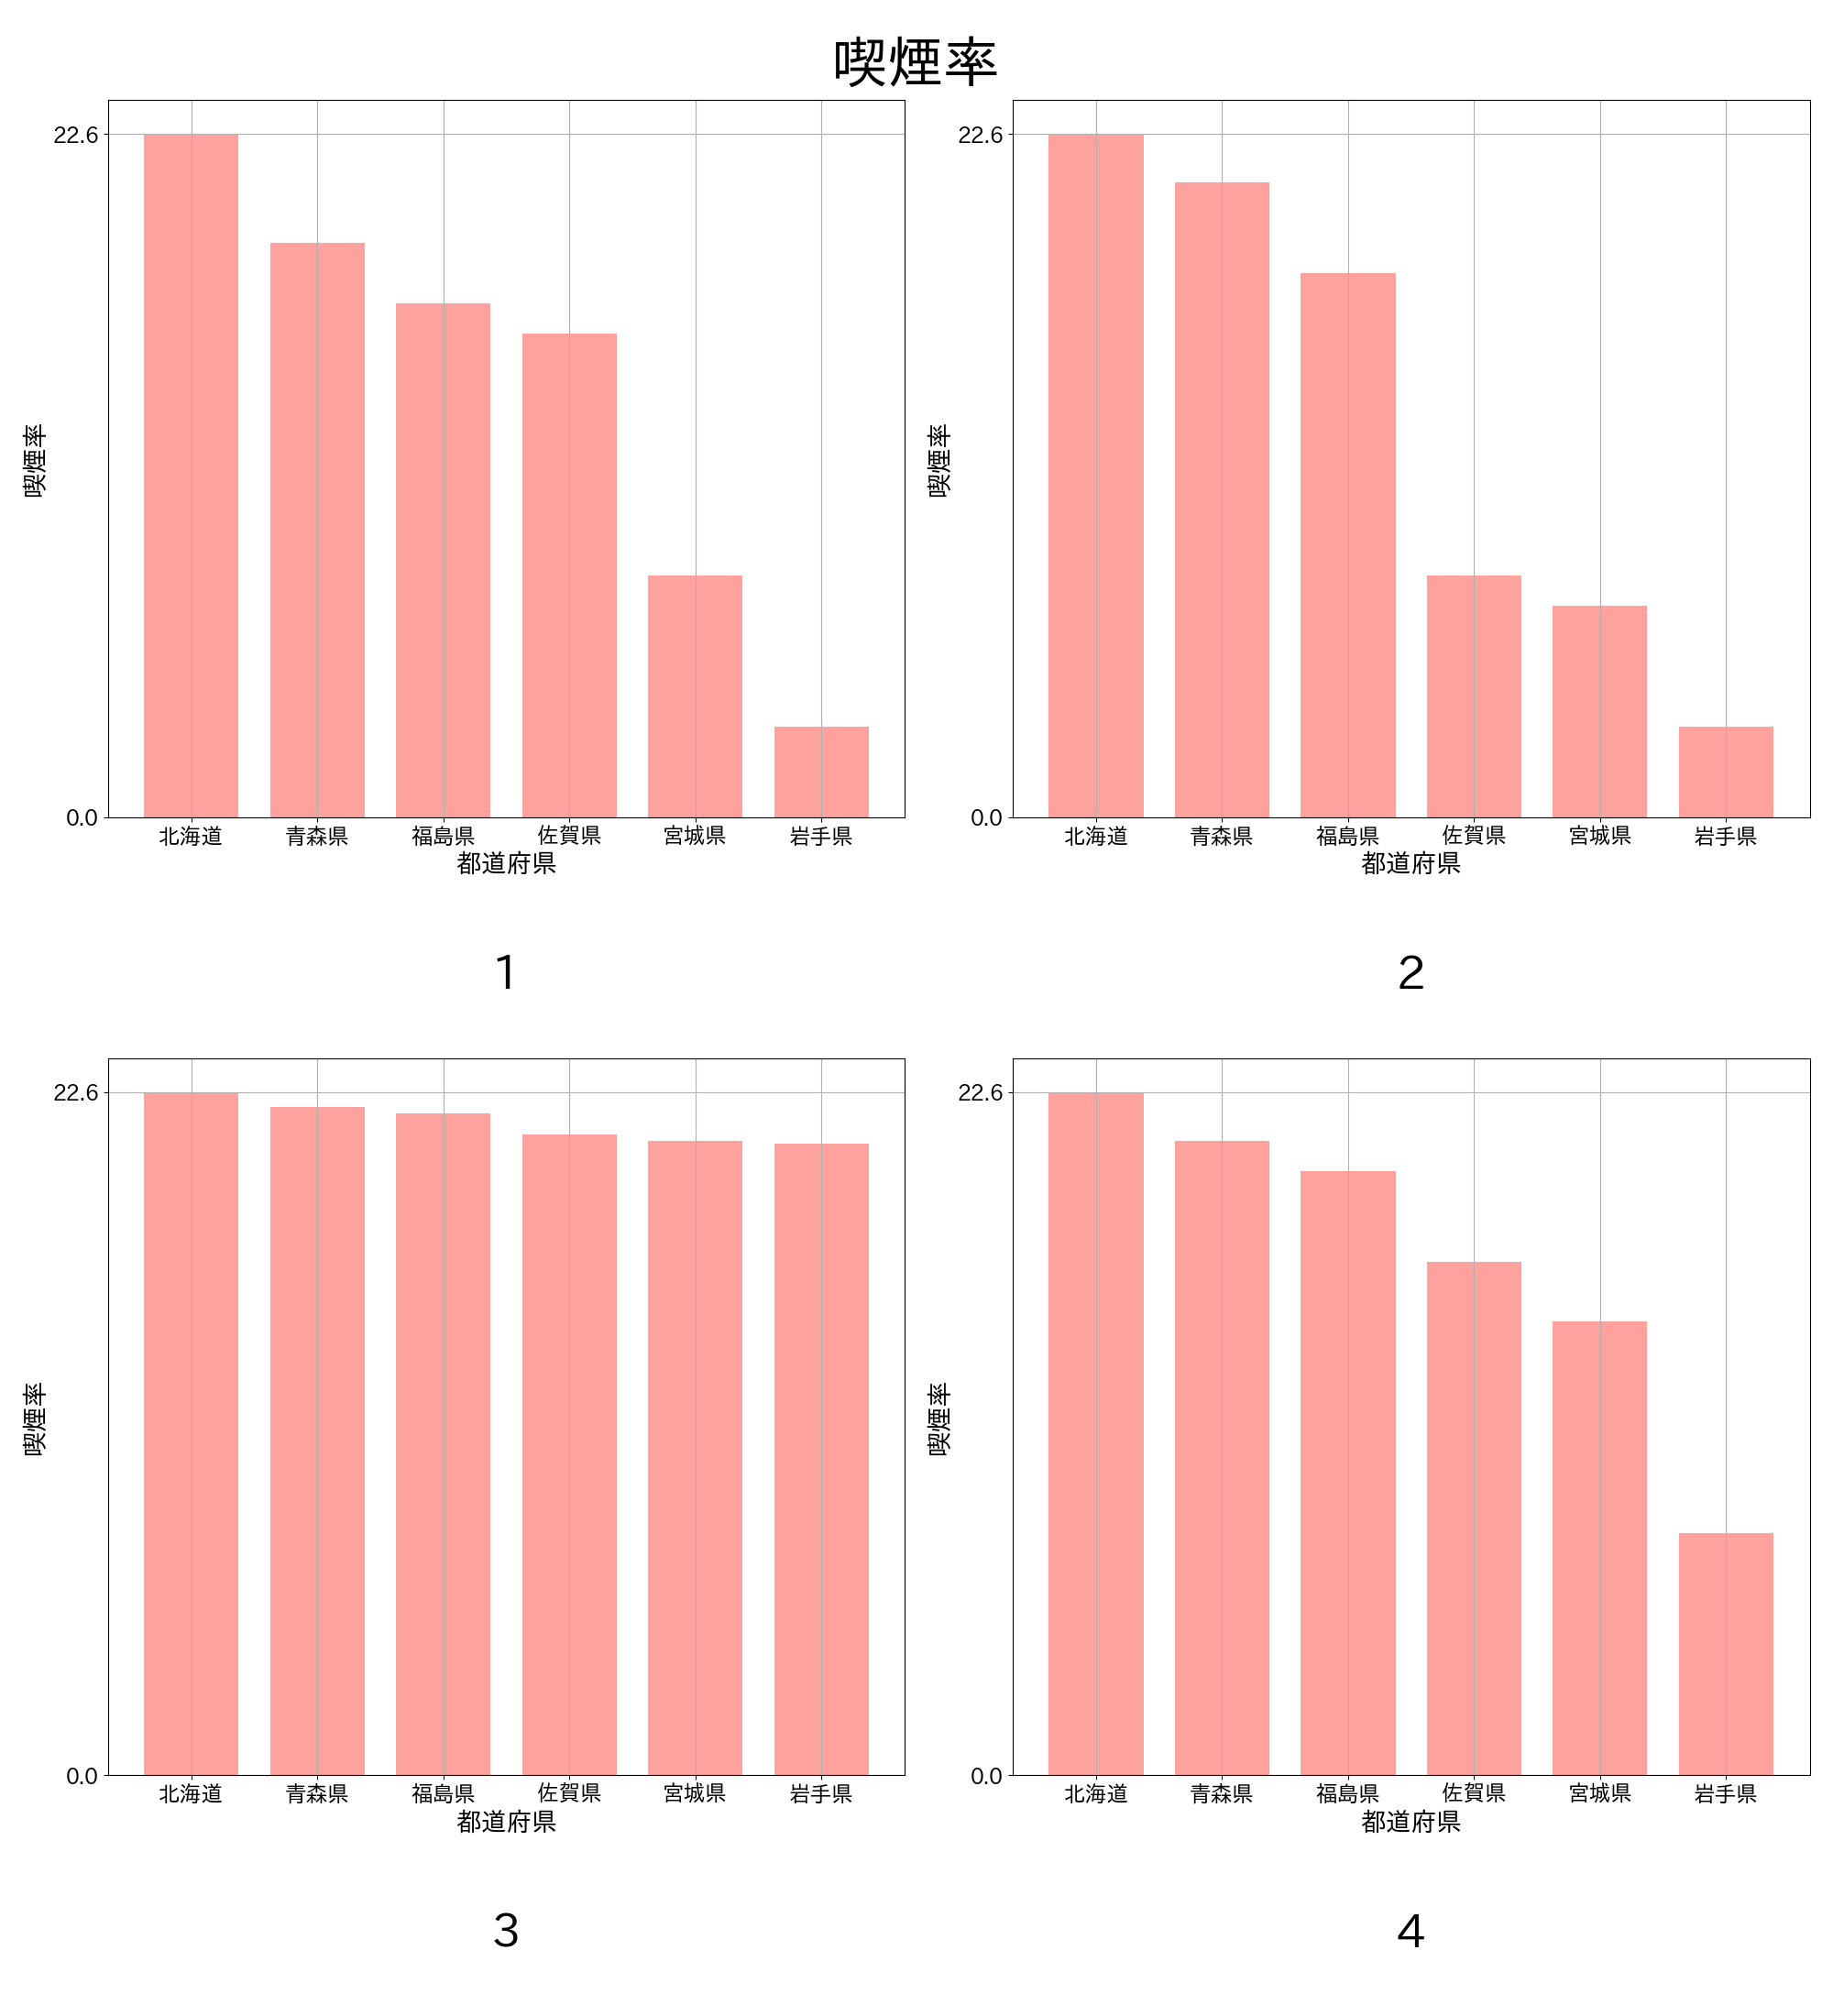 喫煙率
22.6
喫煙率
0.0
北海道 青森県 福島県 佐賀県 宮城県 岩手県
都道府県
1
22.6
喫煙率
0.0
北海道 青森県 福島県 佐賀県 宮城県 岩手県
都道府県
2
22.6
喫煙率
0.0
北海道 青森県 福島県 佐賀県 宮城県 岩手県
都道府県
3
22.6
喫煙率
0.0
北海道 青森県 福島県 佐賀県 宮城県 岩手県
都道府県
4